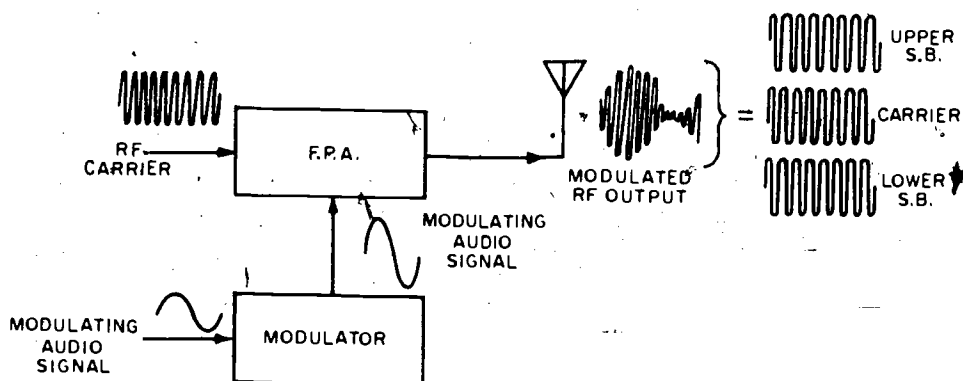 RF
CARRIER
F.P.A.
MODULATED
RF OUTPUT
=
UPPER
S.B.
CARRIER
LOWER
S.B.
MODULATING
AUDIO
SIGNAL
MODULATING
AUDIO
SIGNAL
MODULATOR